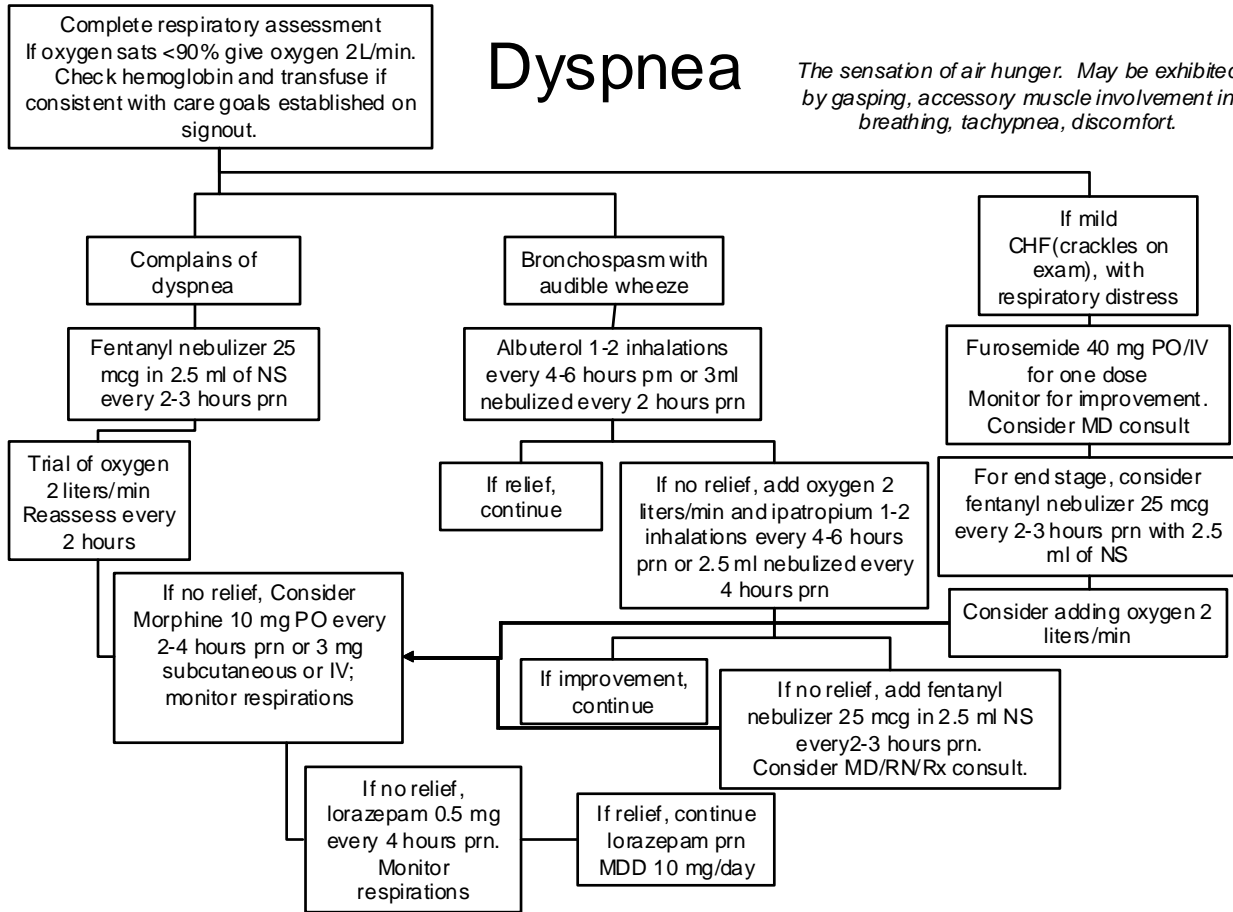 Complete respiratory assessment
If oxygen sats <90% give oxygen 2L/min.
Check hemoglobin and transfuse if
consistent with care goals established on
signout.
Dyspnea
The sensation of air hunger. May be exhibited
by gasping, accessory muscle involvement in
breathing, tachypnea, discomfort.
Complains of
dyspnea
Fentanyl nebulizer 25
mcg in 2.5 ml of NS
every 2-3 hours prn
Trial of oxygen
2 liters/min
Reassess every
2 hours
If no relief, Consider
Morphine 10 mg PO every
2-4 hours prn or 3 mg
subcutaneous or IV;
monitor respirations
If no relief,
lorazepam 0.5 mg
every 4 hours prn.
Monitor
respirations
If relief, continue
lorazepam prn
MDD 10 mg/day
Bronchospasm with
audible wheeze
Albuterol 1-2 inhalations
every 4-6 hours prn or 3ml
nebulized every 2 hours prn
If relief,
continue
If no relief, add oxygen 2
liters/min and ipatropium 1-2
inhalations every 4-6 hours
prn or 2.5 ml nebulized every
4 hours prn
If improvement,
continue
If no relief, add fentanyl
nebulizer 25 mcg in 2.5 ml NS
every2-3 hours prn.
Consider MD/RN/Rx consult.
If mild
CHF(crackles on
exam), with
respiratory distress
Furosemide 40 mg PO/IV
for one dose
Monitor for improvement.
Consider MD consult
For end stage, consider
fentanyl nebulizer 25 mcg
every 2-3 hours prn with 2.5
ml of NS
Consider adding oxygen 2
liters/min